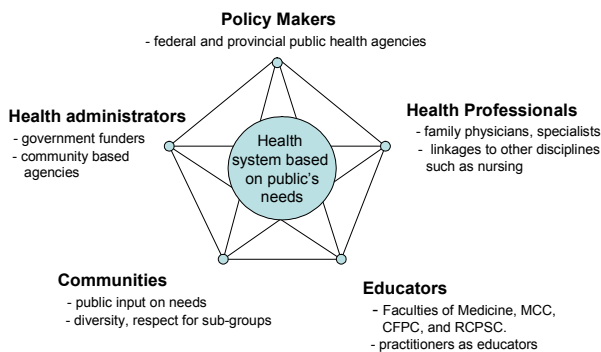 Policy Makers
- federal and provincial public health agencies
Health administrators
- government funders
- community based
agencies
Health Professionals
- family physicians, specialists
- linkages to other disciplines
such as nursing
Health
system based
on public's
needs
Communities
- public input on needs
- diversity, respect for sub-groups
Educators
- Faculties of Medicine, MCC,
CFPC, and RCPSC.
- practitioners as educators